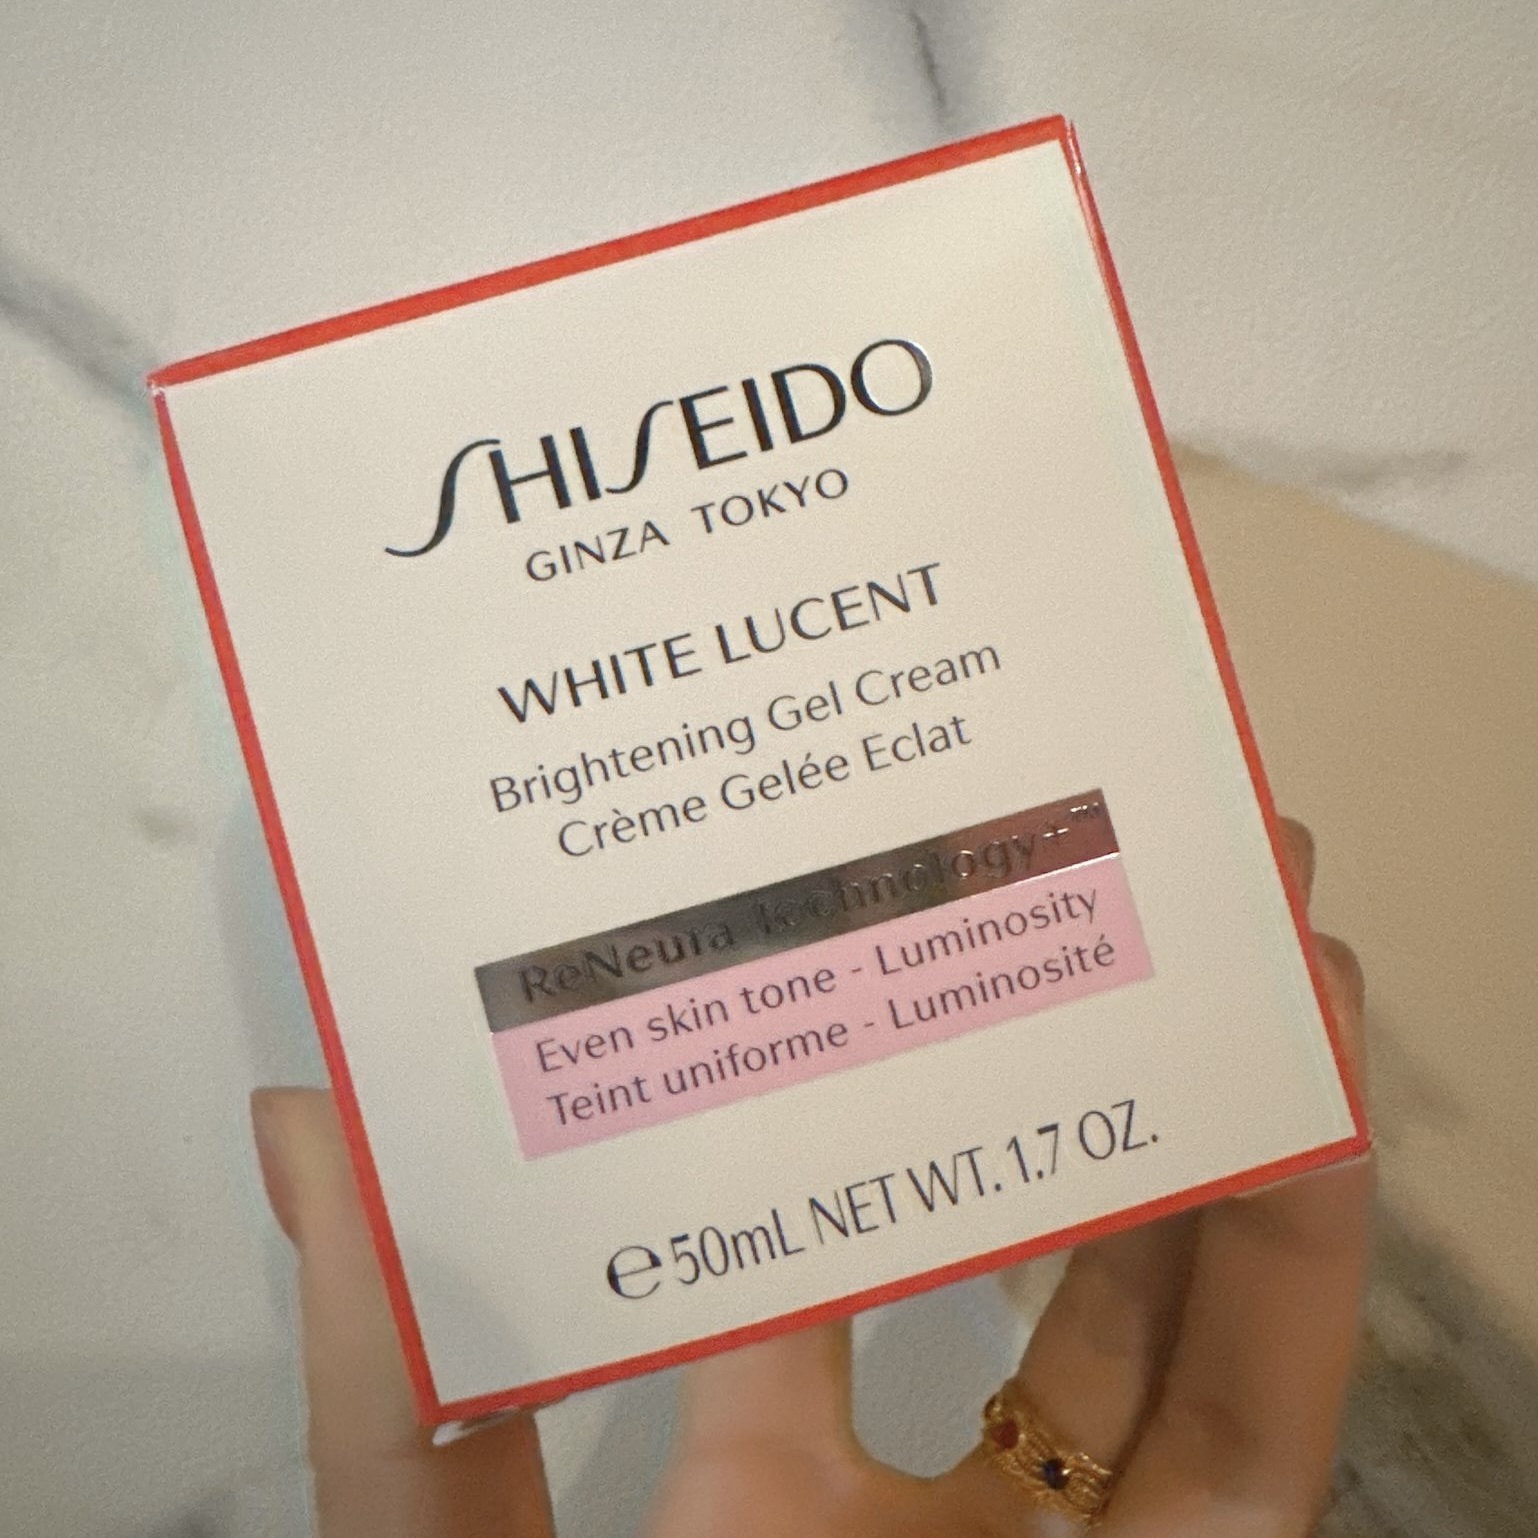 SHISEIDO
GINZA TOKYO
WHITE LUCENT
Brightening Gel Cream
Crème Gelée Eclat
ReNeura Technology+™
Even skin tone - Luminosity
Teint uniforme - Luminosité
℮50mL NET WT. 1.7 OZ.